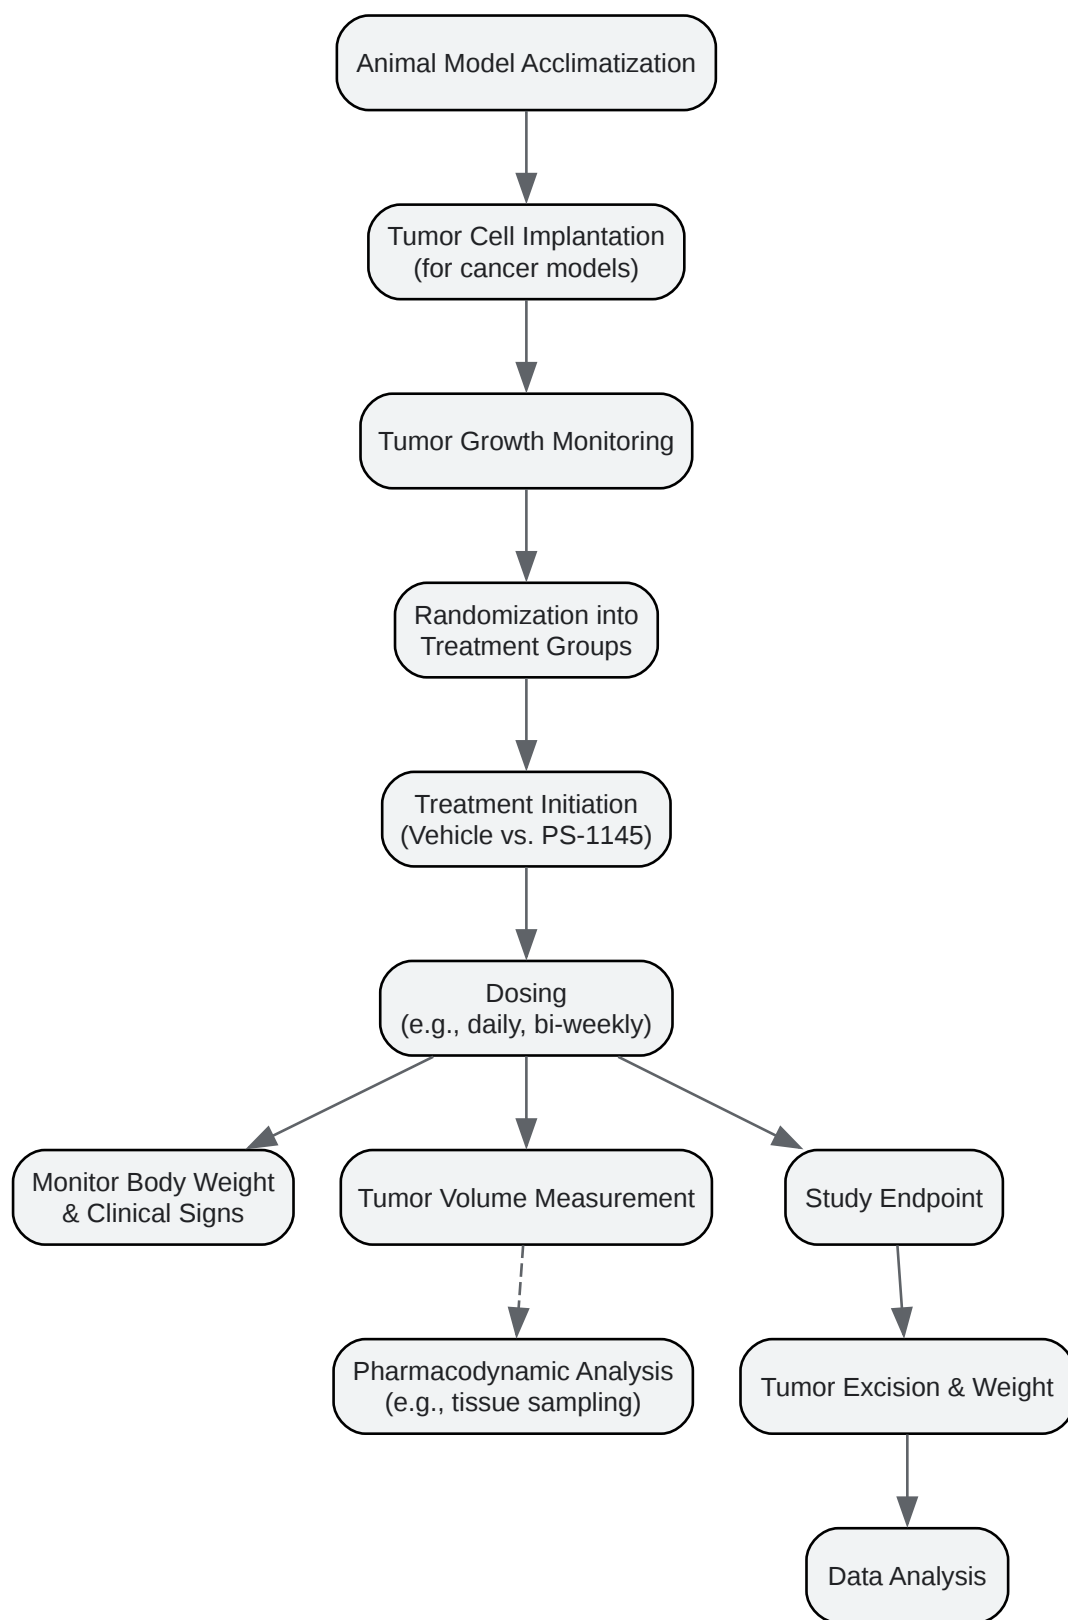 Animal Model Acclimatization
Tumor Cell Implantation
(for cancer models)
Tumor Growth Monitoring
Randomization into
Treatment Groups
Treatment Initiation
(Vehicle vs. PS-1145)
Dosing
(e.g., daily, bi-weekly)
Monitor Body Weight
& Clinical Signs
Tumor Volume Measurement
Study Endpoint
Pharmacodynamic Analysis
(e.g., tissue sampling)
Tumor Excision & Weight
Data Analysis